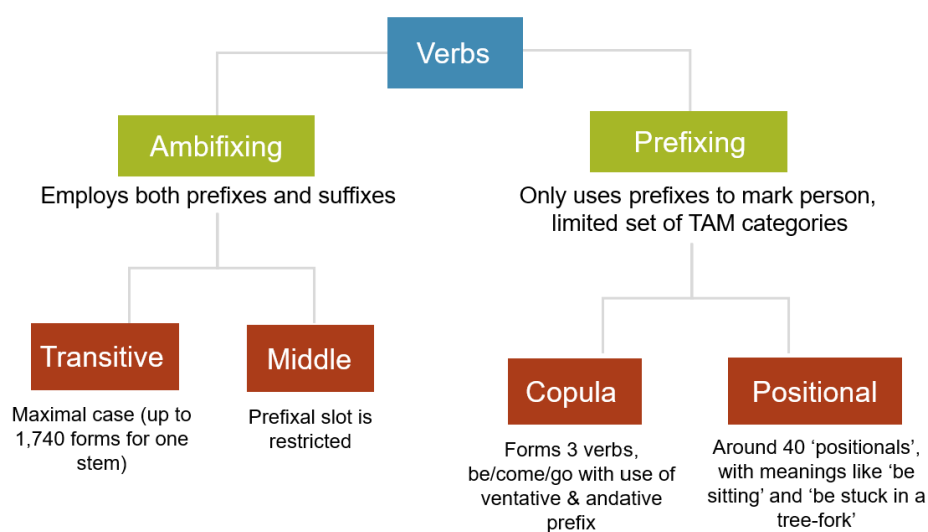 Verbs
Ambifixing
Employs both prefixes and suffixes
Prefixing
Only uses prefixes to mark person,
limited set of TAM categories
Transitive
Maximal case (up to
1,740 forms for one
stem)
Middle
Prefixal slot is
restricted
Copula
Forms 3 verbs,
be/come/go with use of
ventative & andative
prefix
Positional
Around 40 ‘positionals’,
with meanings like ‘be
sitting’ and ‘be stuck in a
tree-fork’